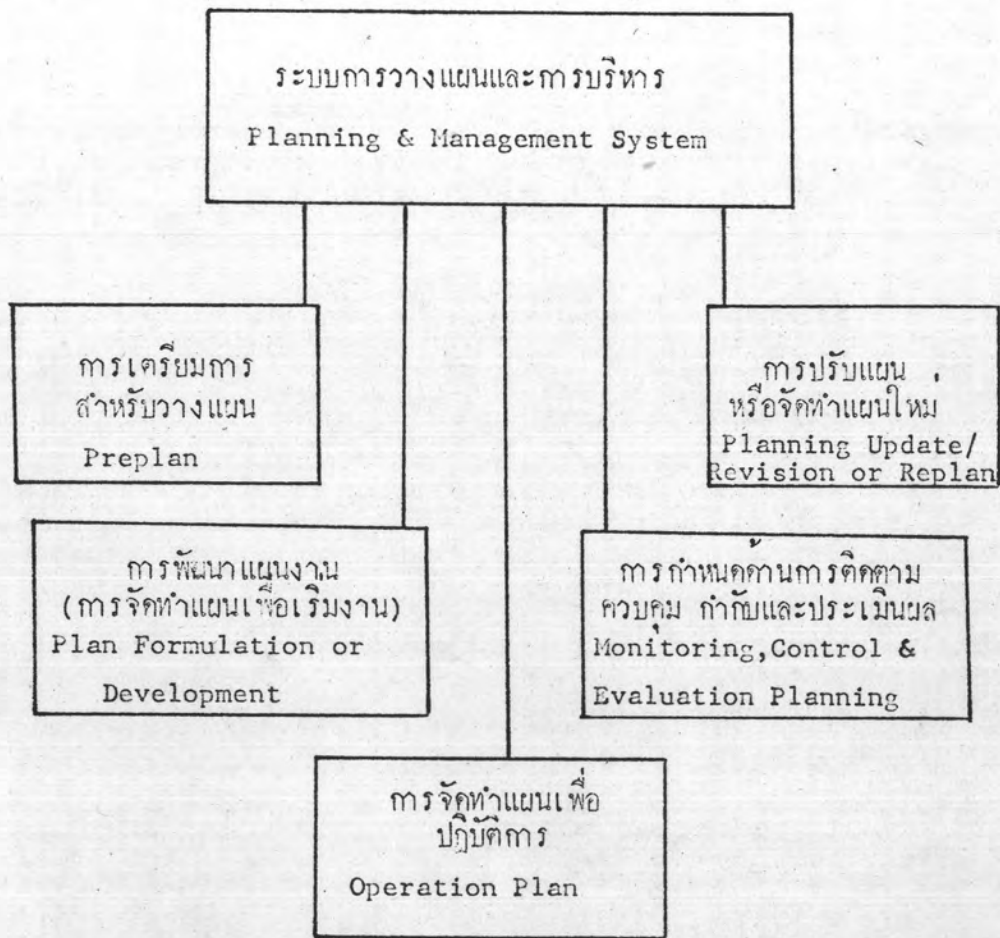 ระบบการวางแผนและการบริหาร
Planning & Management System
การเตรียมการ
สำหรับวางแผน
Preplan
การปรับแผน
หรือจัดทำแผนใหม่
Planning Update/
Revision or Replan
การพัฒนาแผนงาน
(การจัดทำแผนเพื่อเริ่มงาน)
Plan Formulation or
Development
การกำหนดด้านการติดตาม
ควบคุม กำกับและประเมินผล
Monitoring,Control &
Evaluation Planning
การจัดทำแผนเพื่อ
ปฏิบัติการ
Operation Plan